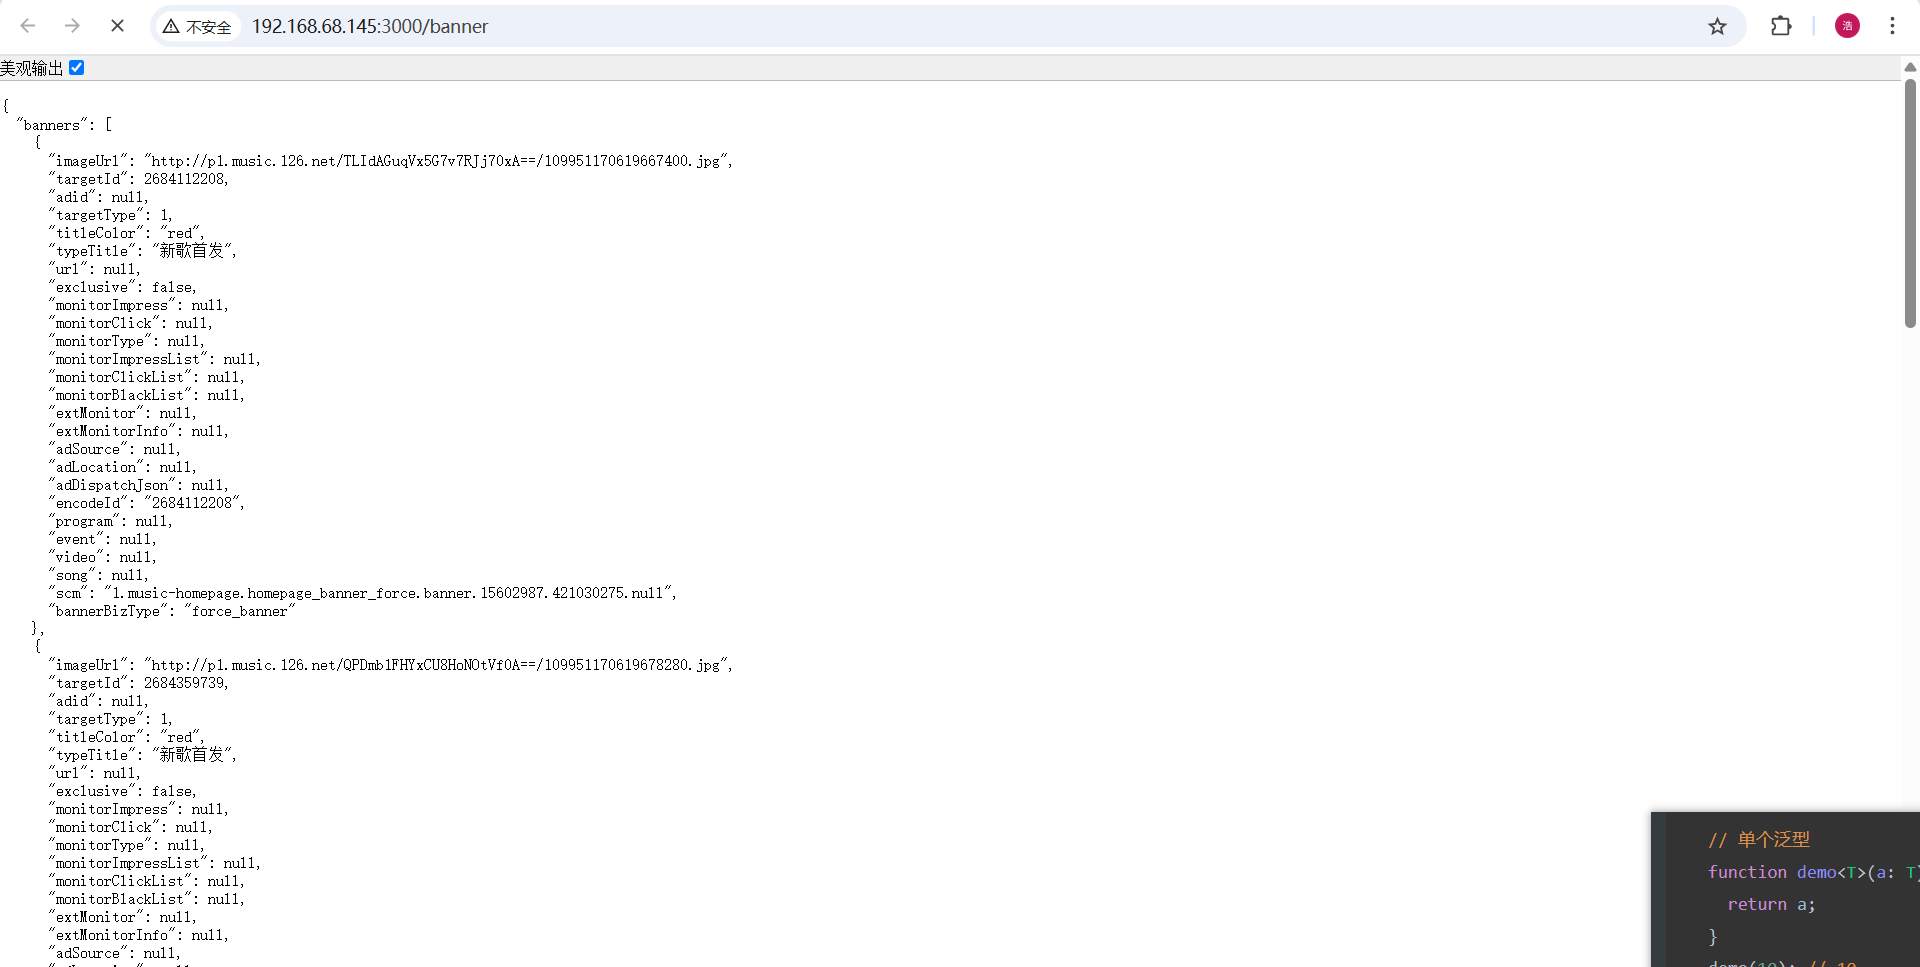 不安全 192.168.68.145:3000/banner 浩
美观输出
{
"banners": [
{
"imageUrl": "http://p1.music.126.net/TLIdAGuqVx5G7v7RJj70xA==/109951170619667400.jpg",
"targetId": 2684112208,
"adid": null,
"targetType": 1,
"titleColor": "red",
"typeTitle": "新歌首发",
"url": null,
"exclusive": false,
"monitorImpress": null,
"monitorClick": null,
"monitorType": null,
"monitorImpressList": null,
"monitorClickList": null,
"monitorBlackList": null,
"extMonitor": null,
"extMonitorInfo": null,
"adSource": null,
"adLocation": null,
"adDispatchJson": null,
"encodeId": "2684112208",
"program": null,
"event": null,
"video": null,
"song": null,
"scm": "1.music-homepage.homepage_banner_force.banner.15602987.421030275.null",
"bannerBizType": "force_banner"
},
{
"imageUrl": "http://p1.music.126.net/QPDmb1FHYxCU8HoNOtVf0A==/109951170619678280.jpg",
"targetId": 2684359739,
"adid": null,
"targetType": 1,
"titleColor": "red",
"typeTitle": "新歌首发",
"url": null,
"exclusive": false,
"monitorImpress": null,
"monitorClick": null,
"monitorType": null,
"monitorImpressList": null,
"monitorClickList": null,
"monitorBlackList": null,
"extMonitor": null,
"extMonitorInfo": null,
"adSource": null,
// 单个泛型
function demo<T>(a: T)
return a;
}